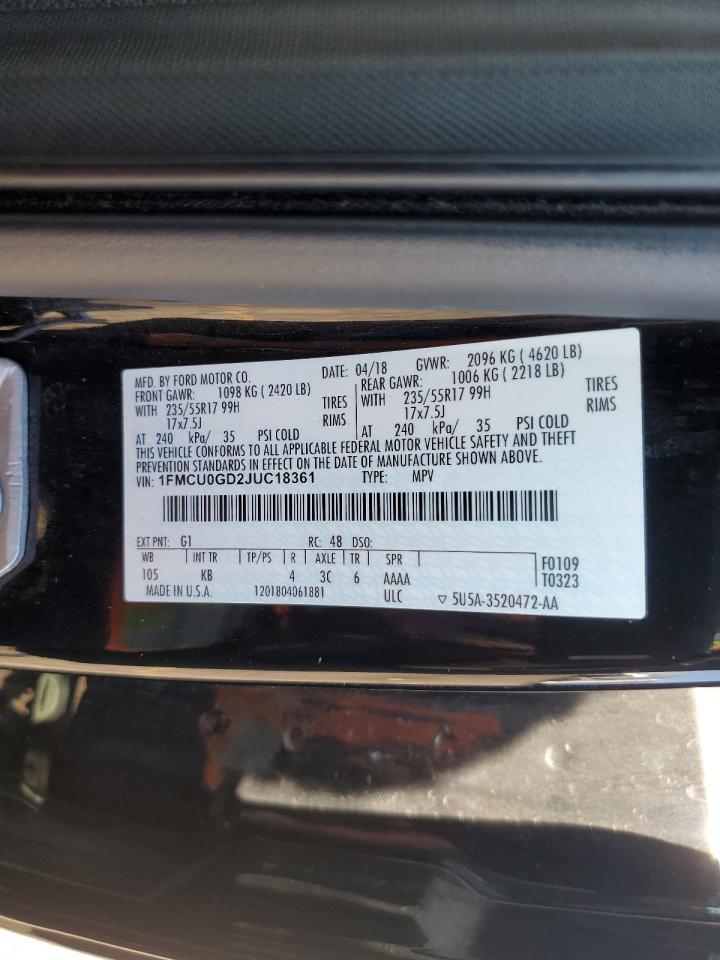 MFD. BY FORD MOTOR CO. DATE: 04/18 GVWR: 2096 KG ( 4620 LB)
FRONT GAWR: 1098 KG ( 2420 LB) REAR GAWR: 1006 KG ( 2218 LB)
WITH 235/55R17 99H TIRES WITH 235/55R17 99H TIRES
17x7.5J RIMS 17x7.5J RIMS
AT 240 kPa/ 35 PSI COLD AT 240 kPa/ 35 PSI COLD
THIS VEHICLE CONFORMS TO ALL APPLICABLE FEDERAL MOTOR VEHICLE SAFETY AND THEFT
PREVENTION STANDARDS IN EFFECT ON THE DATE OF MANUFACTURE SHOWN ABOVE.
VIN: 1FMCU0GD2JUC18361 TYPE: MPV
EXT PNT: G1 RC: 48 DSO:
WB INT TR TP/PS R AXLE TR SPR F0109
105 KB 4 3C 6 AAAA T0323
MADE IN U.S.A. 1201804061881 ULC ▽ 5U5A-3520472-AA